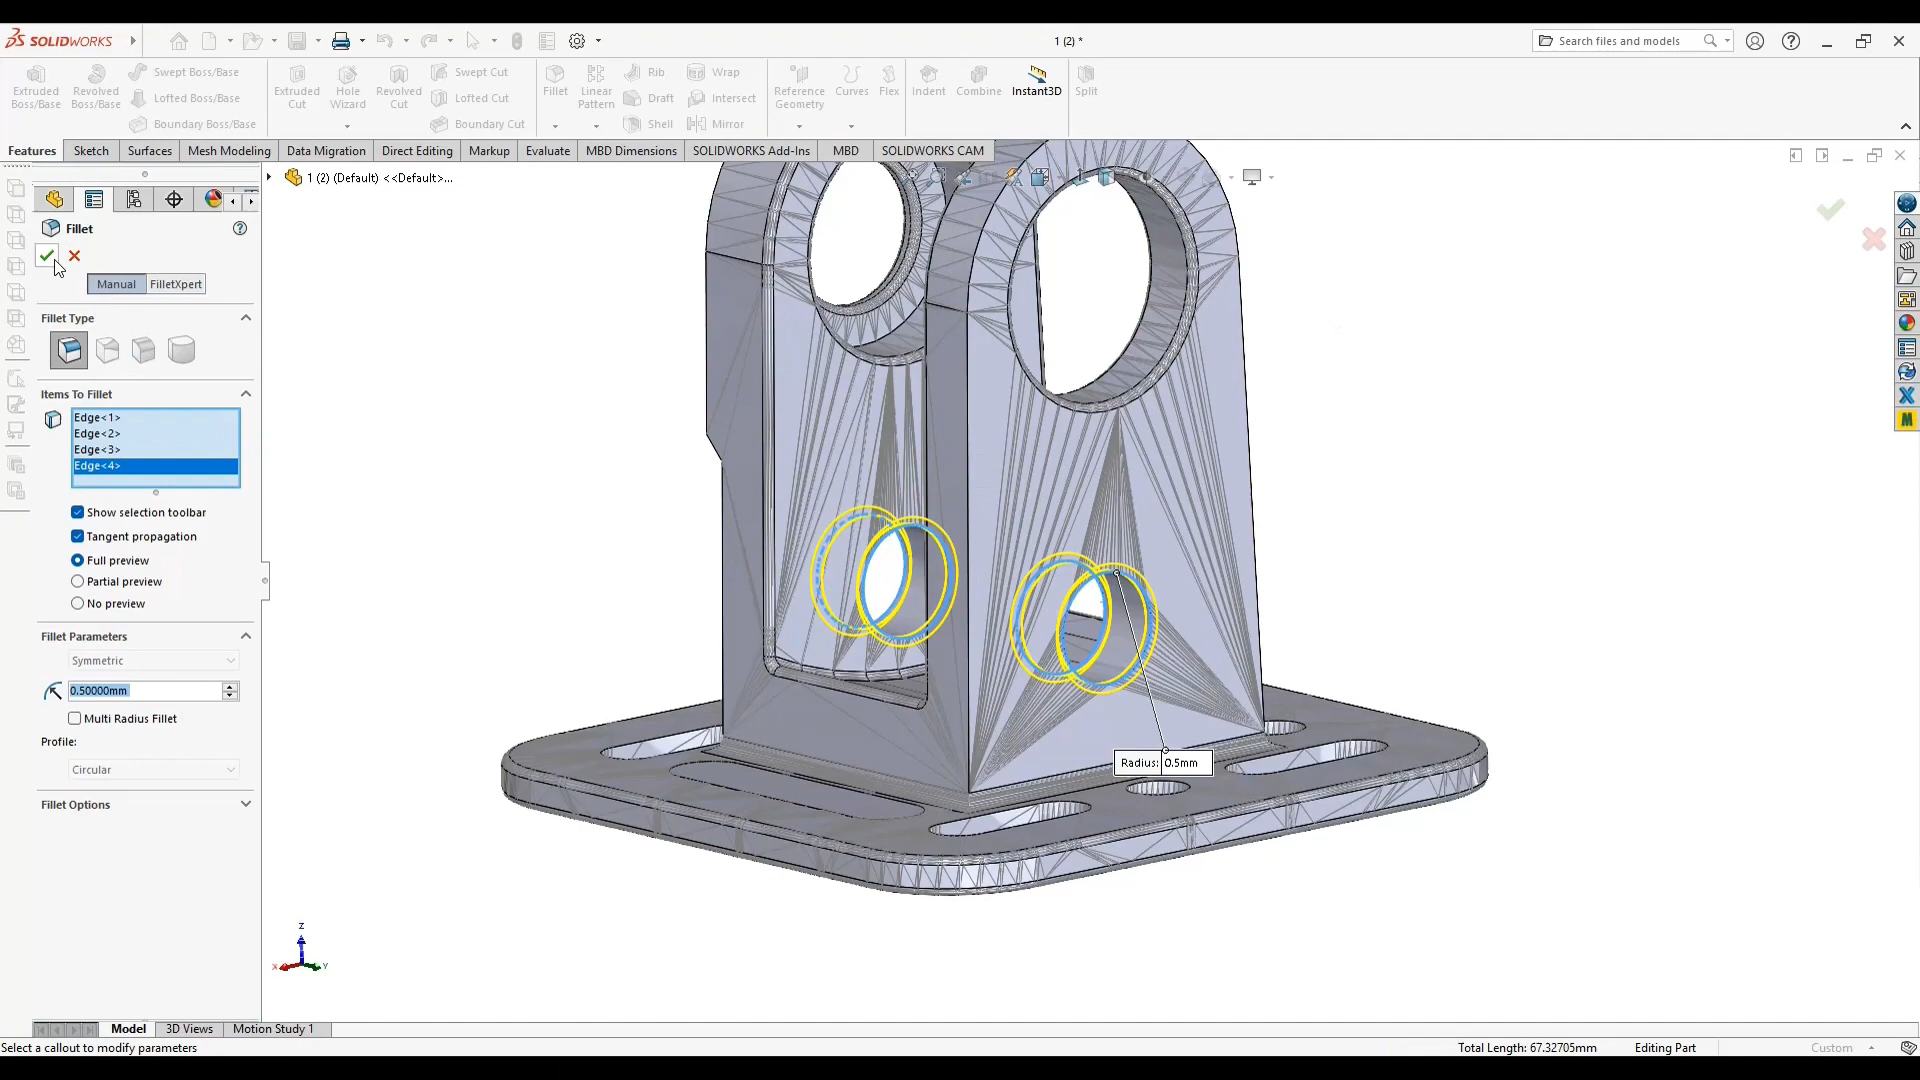 SOLIDWORKS
1 (2) *
Search files and models
Extruded Boss/Base
Revolved Boss/Base
Swept Boss/Base
Lofted Boss/Base
Boundary Boss/Base
Extruded Cut
Hole Wizard
Revolved Cut
Swept Cut
Lofted Cut
Boundary Cut
Fillet
Linear Pattern
Rib
Draft
Shell
Wrap
Intersect
Mirror
Reference Geometry
Curves
Flex
Indent
Combine
Instant3D
Split
Features
Sketch
Surfaces
Mesh Modeling
Data Migration
Direct Editing
Markup
Evaluate
MBD Dimensions
SOLIDWORKS Add-Ins
MBD
SOLIDWORKS CAM
1 (2) (Default) <<Default>...
Fillet
Manual
FilletXpert
Fillet Type
Items To Fillet
Edge<1>
Edge<2>
Edge<3>
Edge<4>
Show selection toolbar
Tangent propagation
Full preview
Partial preview
No preview
Fillet Parameters
Symmetric
0.50000mm
Multi Radius Fillet
Profile:
Circular
Fillet Options
Radius: 0.5mm
Z
X
Y
M
Model
3D Views
Motion Study 1
Select a callout to modify parameters
Total Length: 67.32705mm
Editing Part
Custom